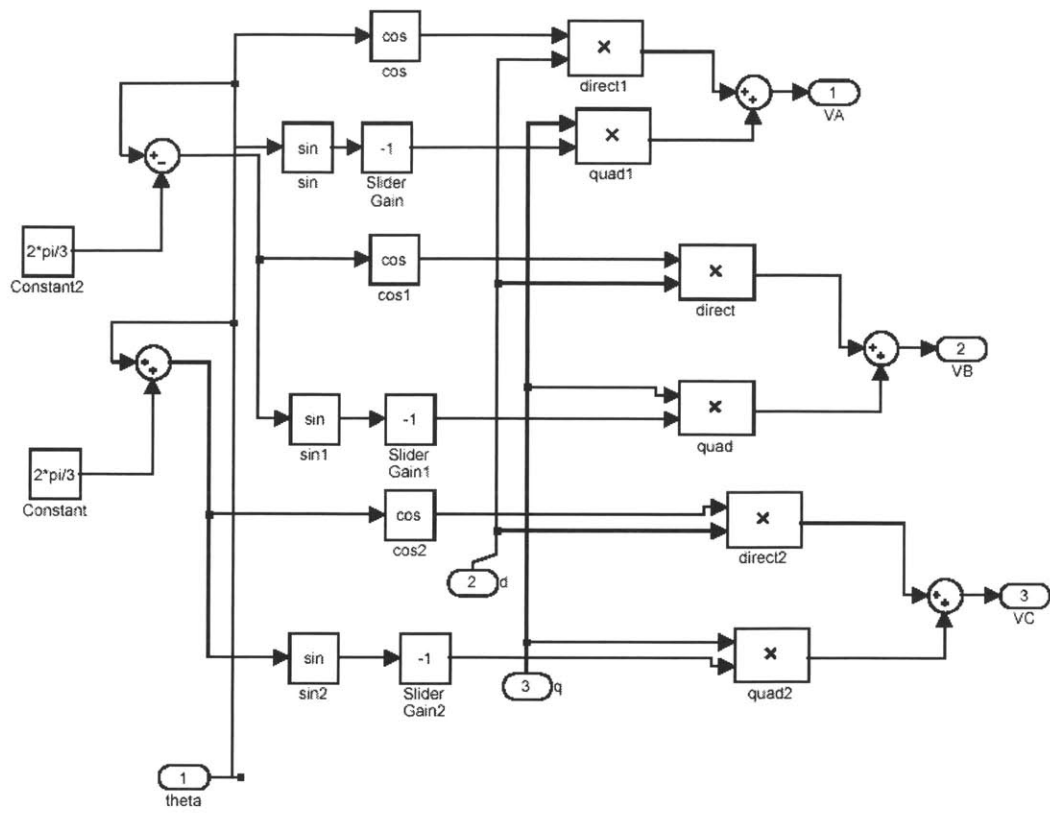 cos
cos
×
direct1
1
VA
+
+
×
quad1
+
−
sin
sin
-1
Slider
Gain
2*pi/3
Constant2
cos
cos1
×
direct
+
+
2
VB
+
+
sin
sin1
-1
Slider
Gain1
×
quad
2*pi/3
Constant
cos
cos2
×
direct2
2
d
+
+
3
VC
sin
sin2
-1
Slider
Gain2
3
q
×
quad2
1
theta